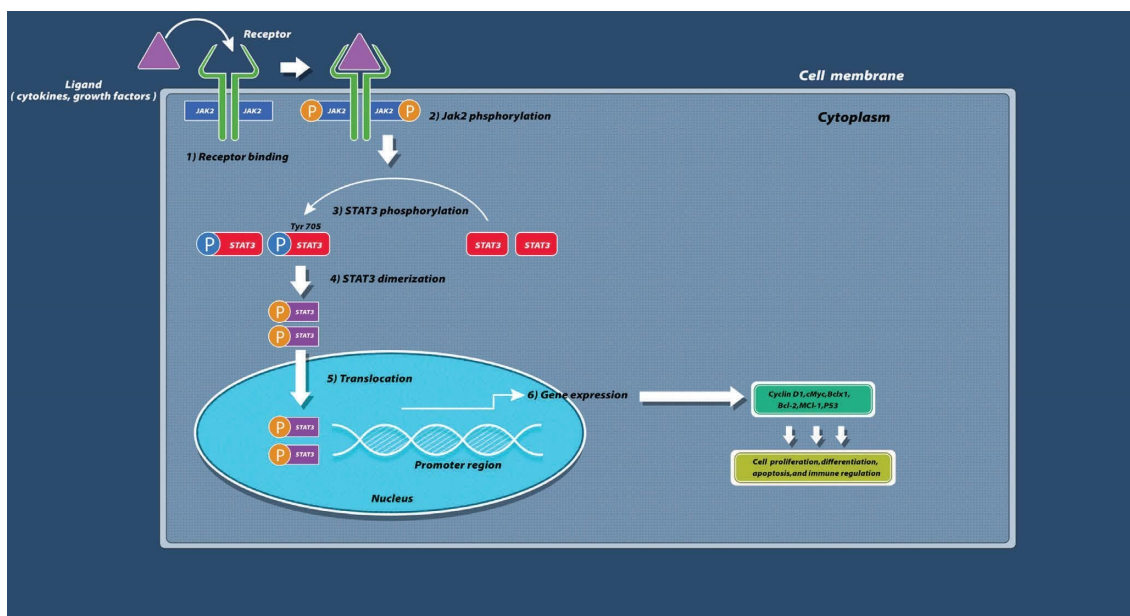 Receptor
Ligand
( cytokines, growth factors )
Cell membrane
JAK2
JAK2
P
JAK2
JAK2
P
2) Jak2 phsphorylation
Cytoplasm
1) Receptor binding
3) STAT3 phosphorylation
Tyr 705
P
STAT3
P
STAT3
STAT3
STAT3
4) STAT3 dimerization
P
STAT3
P
STAT3
5) Translocation
6) Gene expression
Cyclin D1,cMyc,Bclx1,
Bcl-2,MCl-1,P53
P
STAT3
P
STAT3
Promoter region
Cell proliferation,differentiation,
apoptosis,and immune regulation
Nucleus